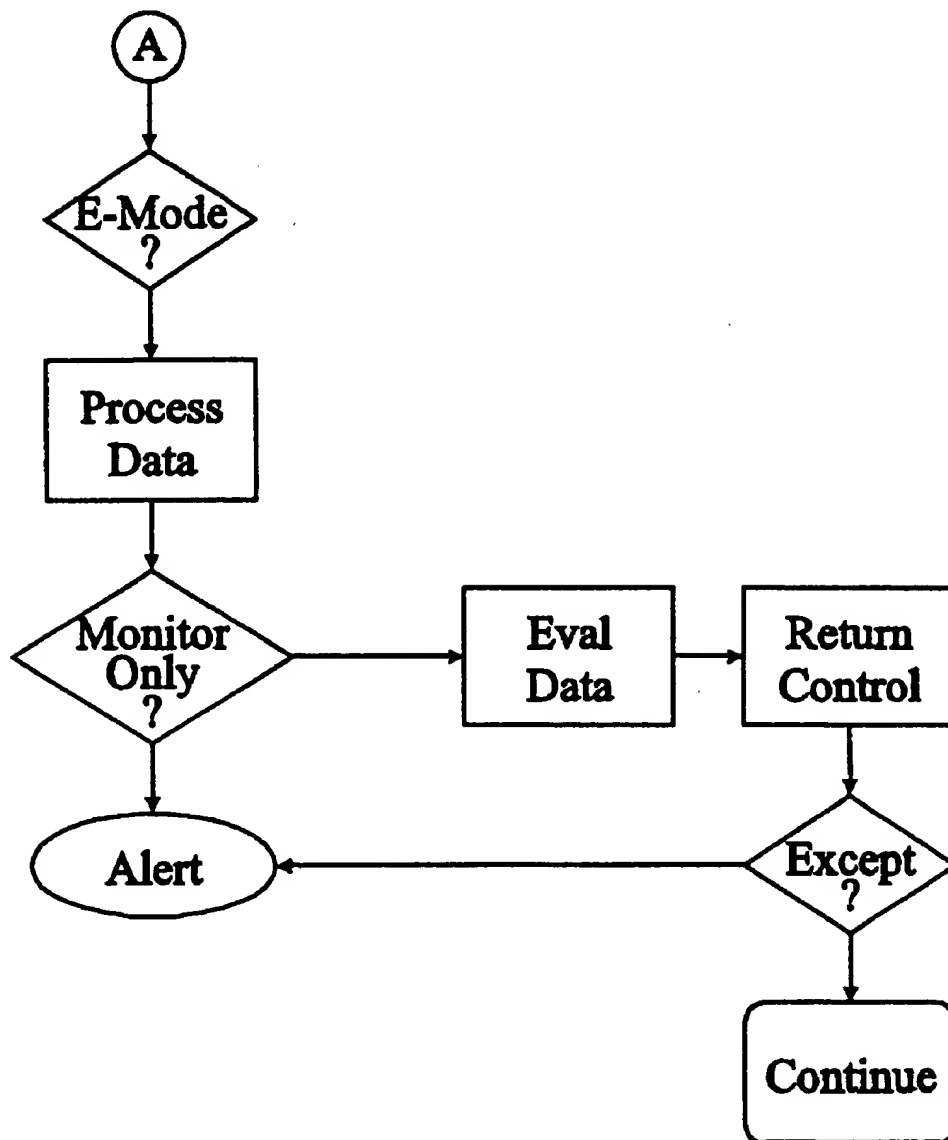 A
E-Mode
?
Process
Data
Monitor
Only
?
Eval
Data
Return
Control
Alert
Except
?
Continue